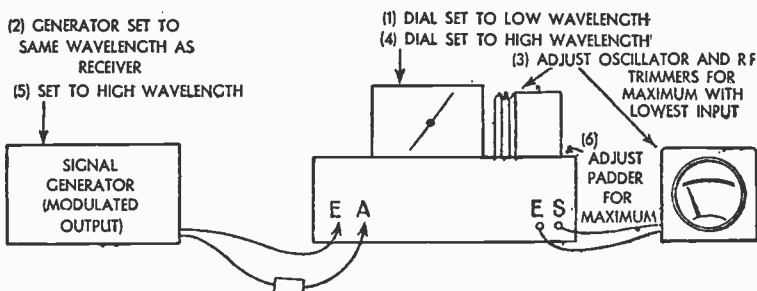 (2) GENERATOR SET TO
SAME WAVELENGTH AS
RECEIVER
(5) SET TO HIGH WAVELENGTH
(1) DIAL SET TO LOW WAVELENGTH
(4) DIAL SET TO HIGH WAVELENGTH
(3) ADJUST OSCILLATOR AND RF
TRIMMERS FOR
MAXIMUM WITH
LOWEST INPUT
SIGNAL
GENERATOR
(MODULATED
OUTPUT)
(6)
ADJUST
PADDER
FOR
MAXIMUM
E A
E S